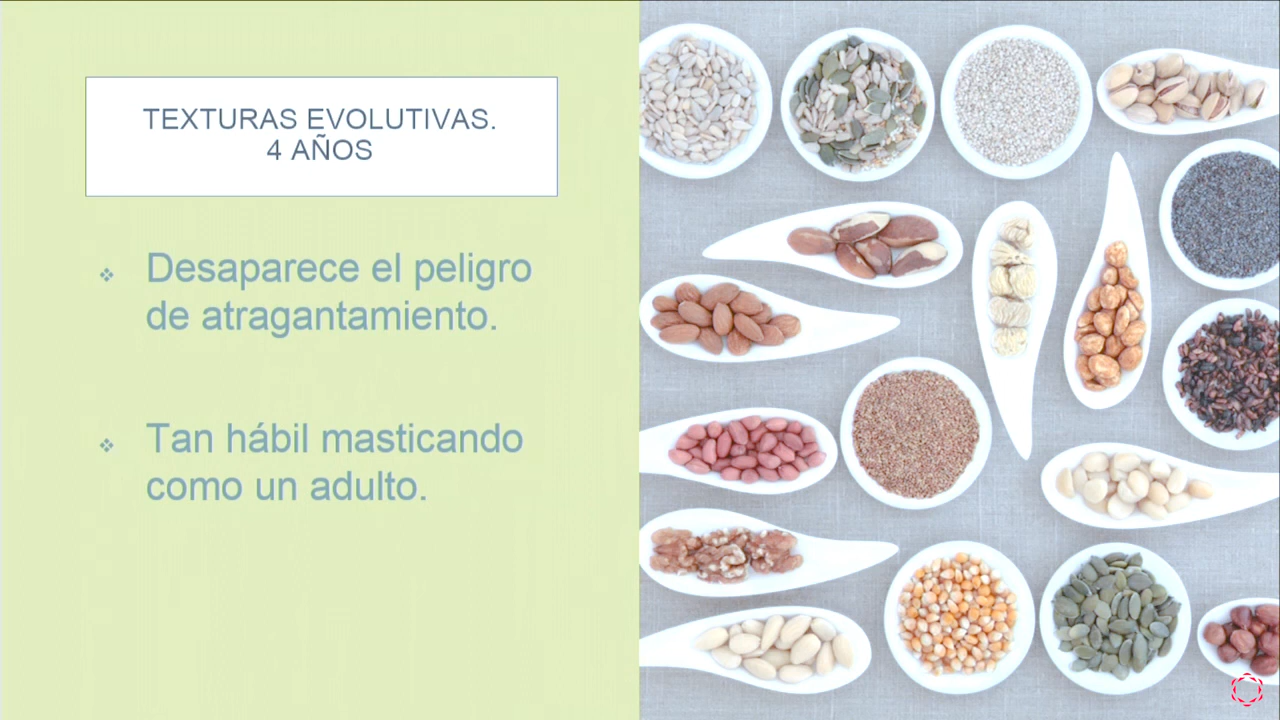 TEXTURAS EVOLUTIVAS.
4 AÑOS
Desaparece el peligro
de atragantamiento.
Tan hábil masticando
como un adulto.